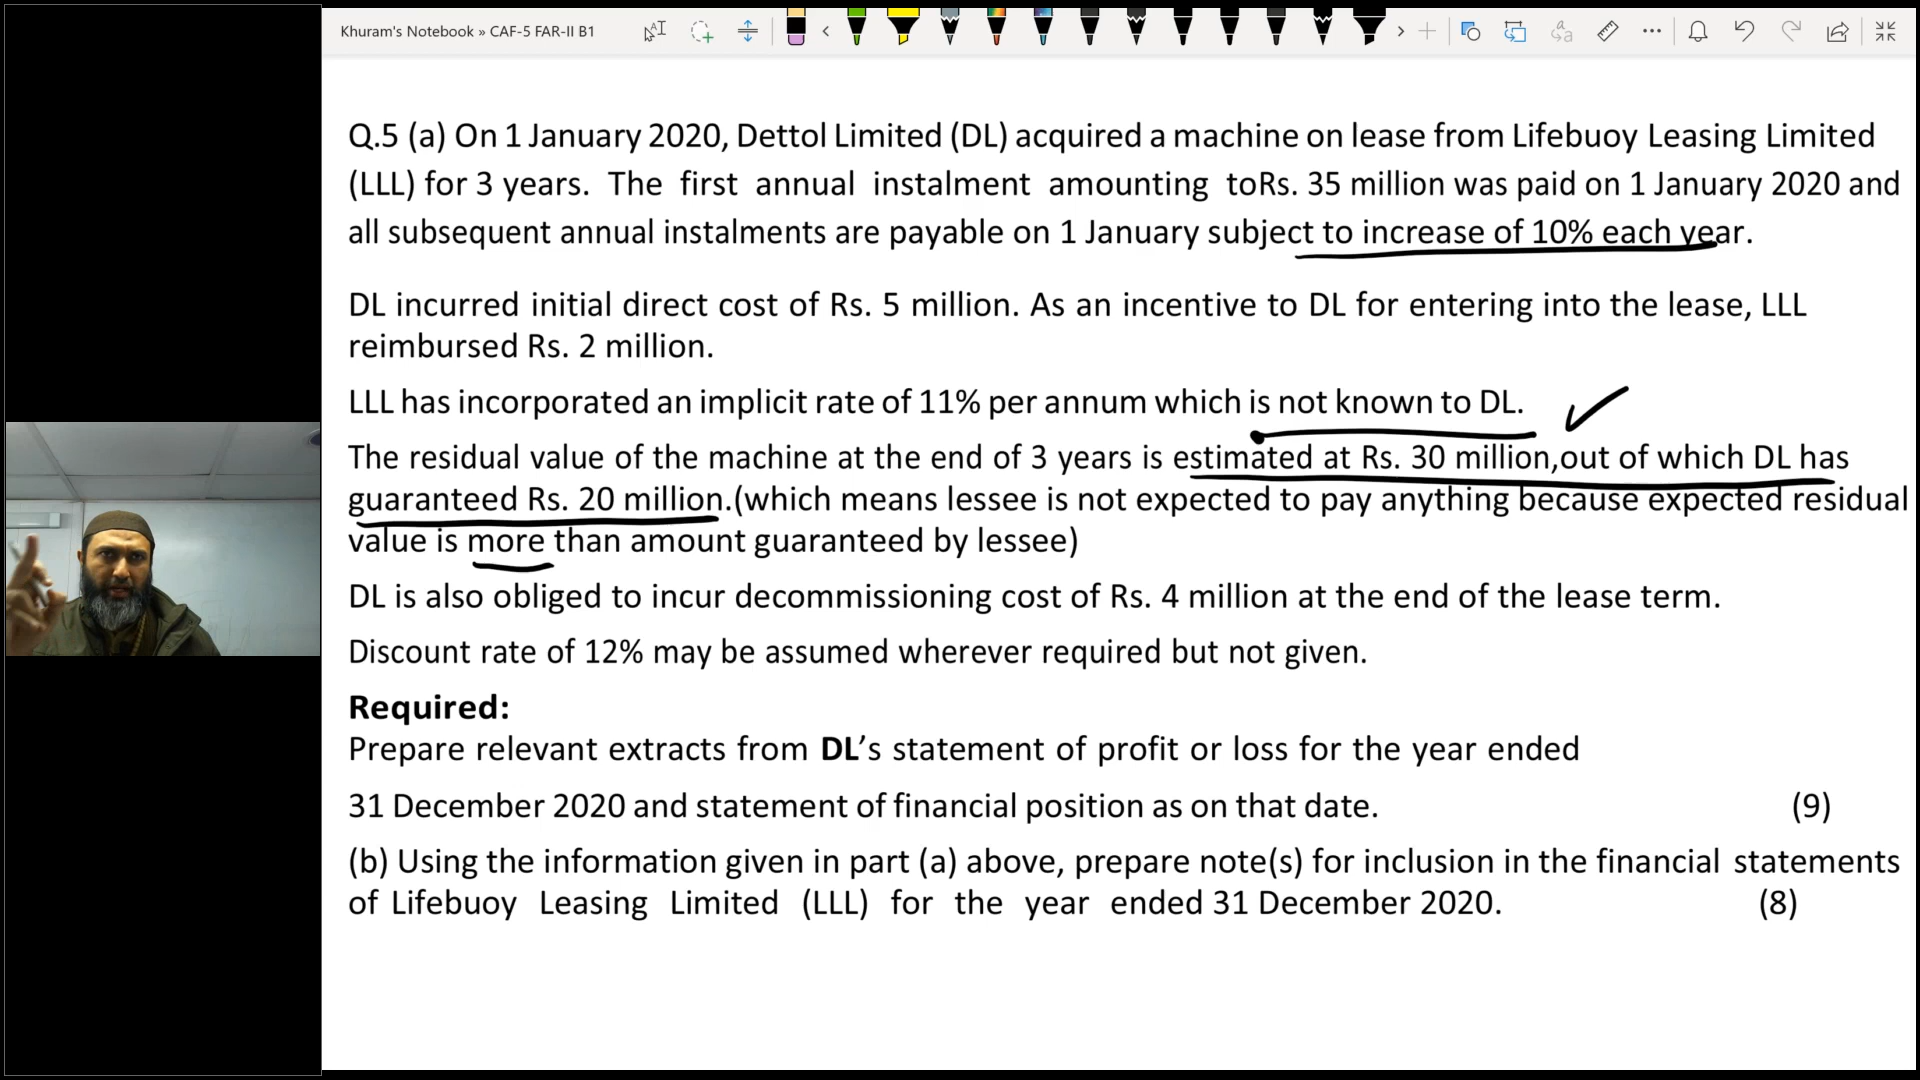 Khuram's Notebook » CAF-5 FAR-II B1
Q.5 (a) On 1 January 2020, Dettol Limited (DL) acquired a machine on lease from Lifebuoy Leasing Limited
(LLL) for 3 years. The first annual instalment amounting toRs. 35 million was paid on 1 January 2020 and
all subsequent annual instalments are payable on 1 January subject to increase of 10% each year.
DL incurred initial direct cost of Rs. 5 million. As an incentive to DL for entering into the lease, LLL
reimbursed Rs. 2 million.
LLL has incorporated an implicit rate of 11% per annum which is not known to DL.
The residual value of the machine at the end of 3 years is estimated at Rs. 30 million,out of which DL has
guaranteed Rs. 20 million.(which means lessee is not expected to pay anything because expected residual
value is more than amount guaranteed by lessee)
DL is also obliged to incur decommissioning cost of Rs. 4 million at the end of the lease term.
Discount rate of 12% may be assumed wherever required but not given.
Required:
Prepare relevant extracts from DL’s statement of profit or loss for the year ended
31 December 2020 and statement of financial position as on that date. (9)
(b) Using the information given in part (a) above, prepare note(s) for inclusion in the financial statements
of Lifebuoy Leasing Limited (LLL) for the year ended 31 December 2020. (8)